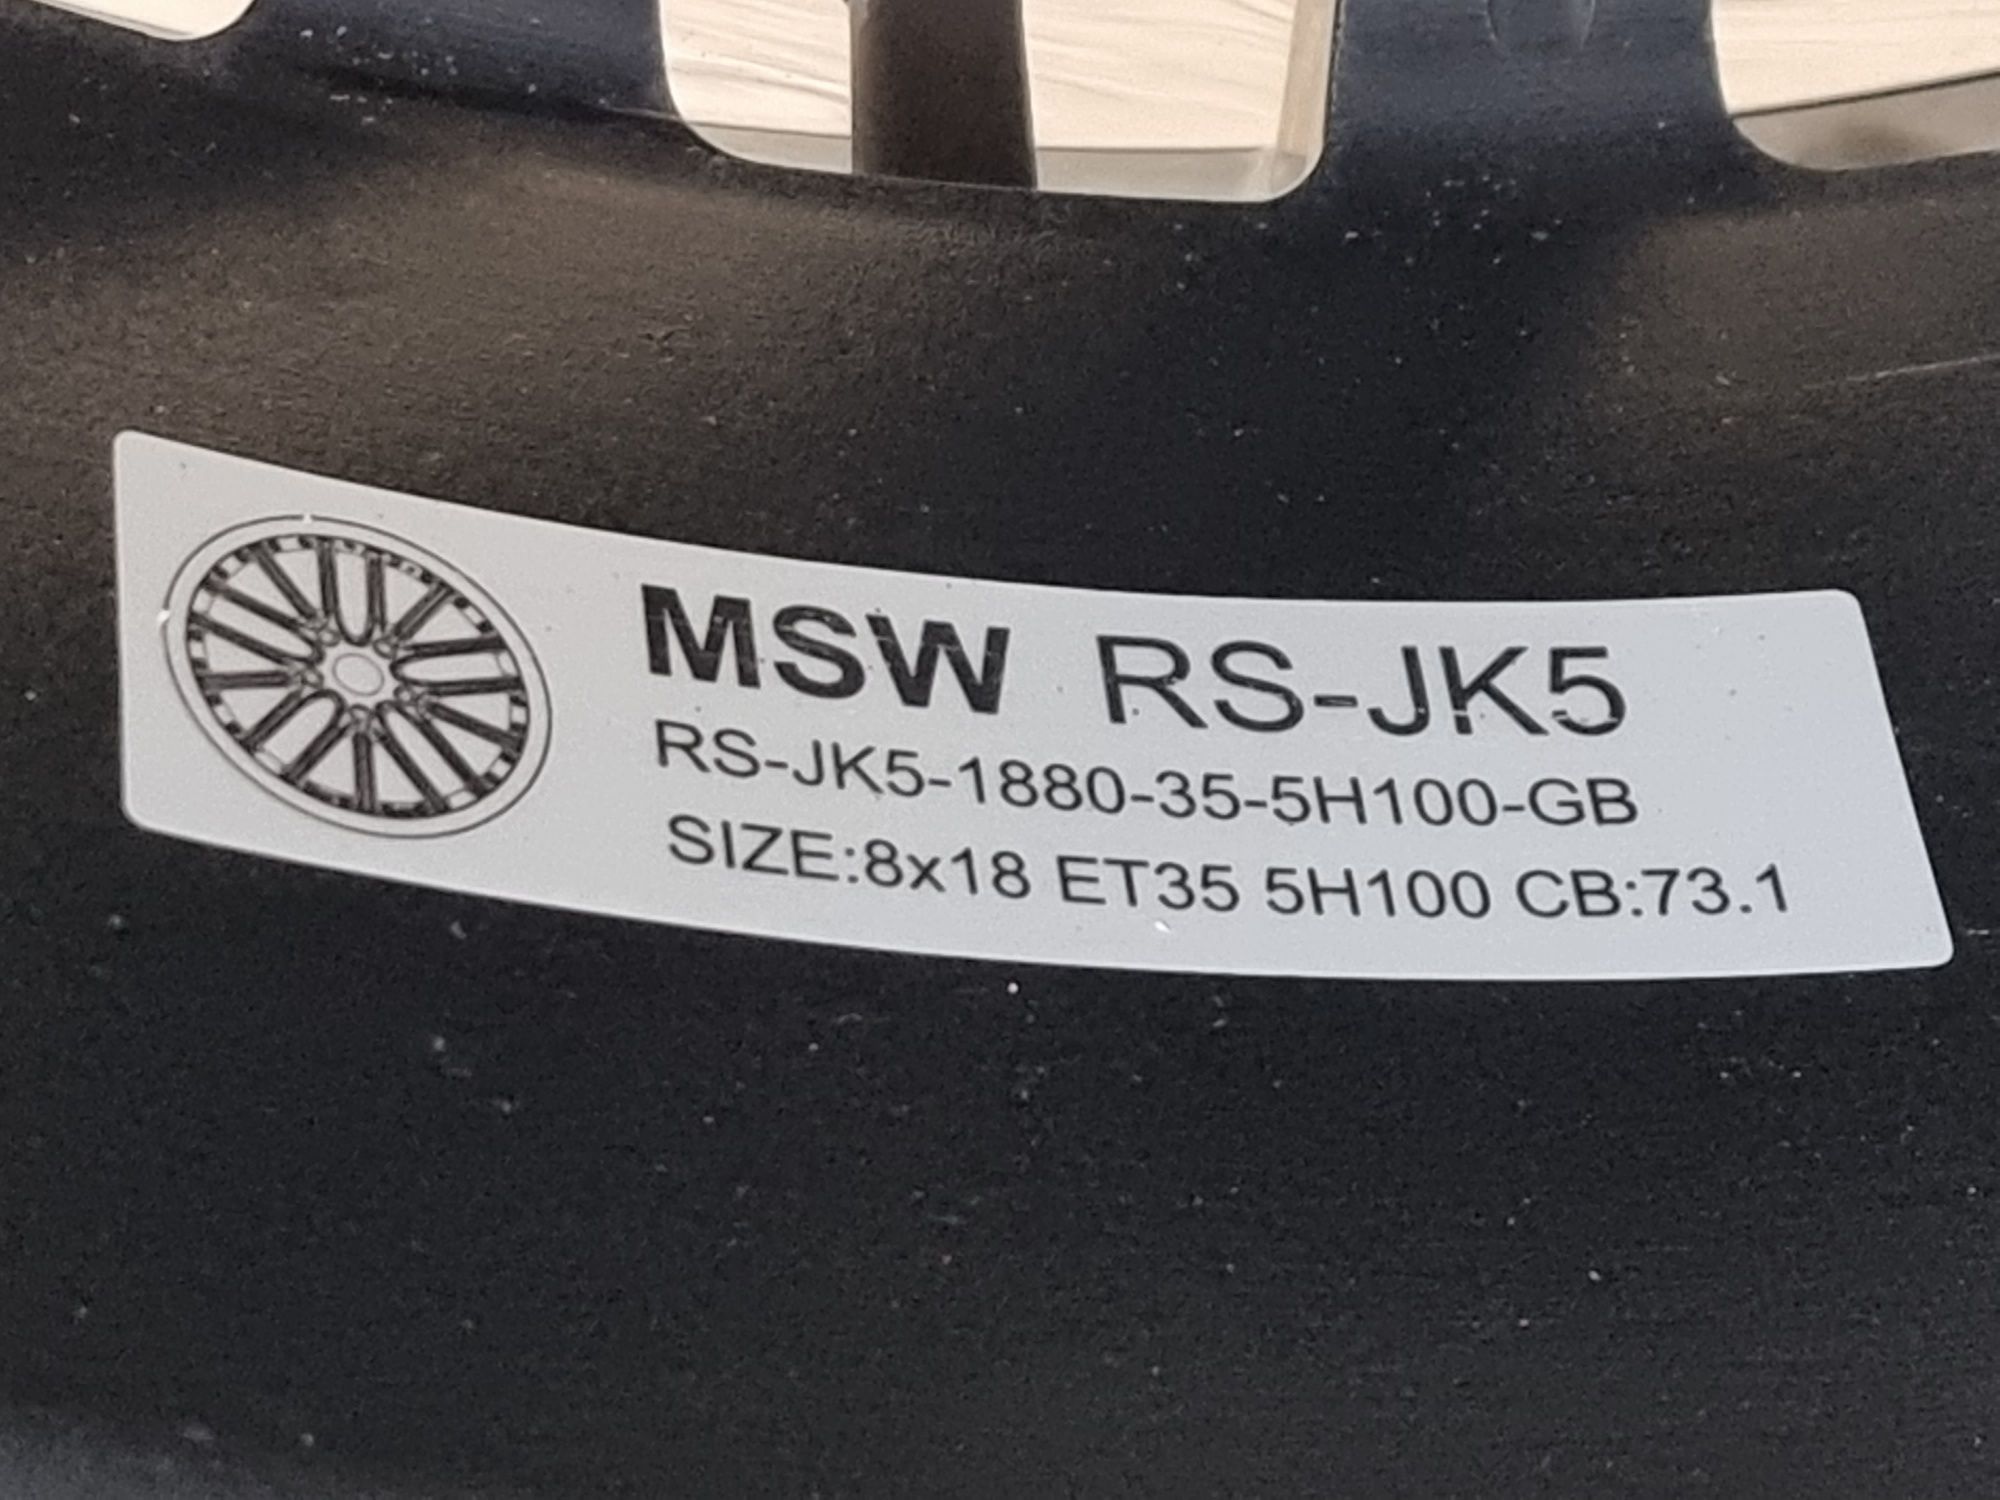 MSW RS-JK5
RS-JK5-1880-35-5H100-GB
SIZE:8x18 ET35 5H100 CB:73.1